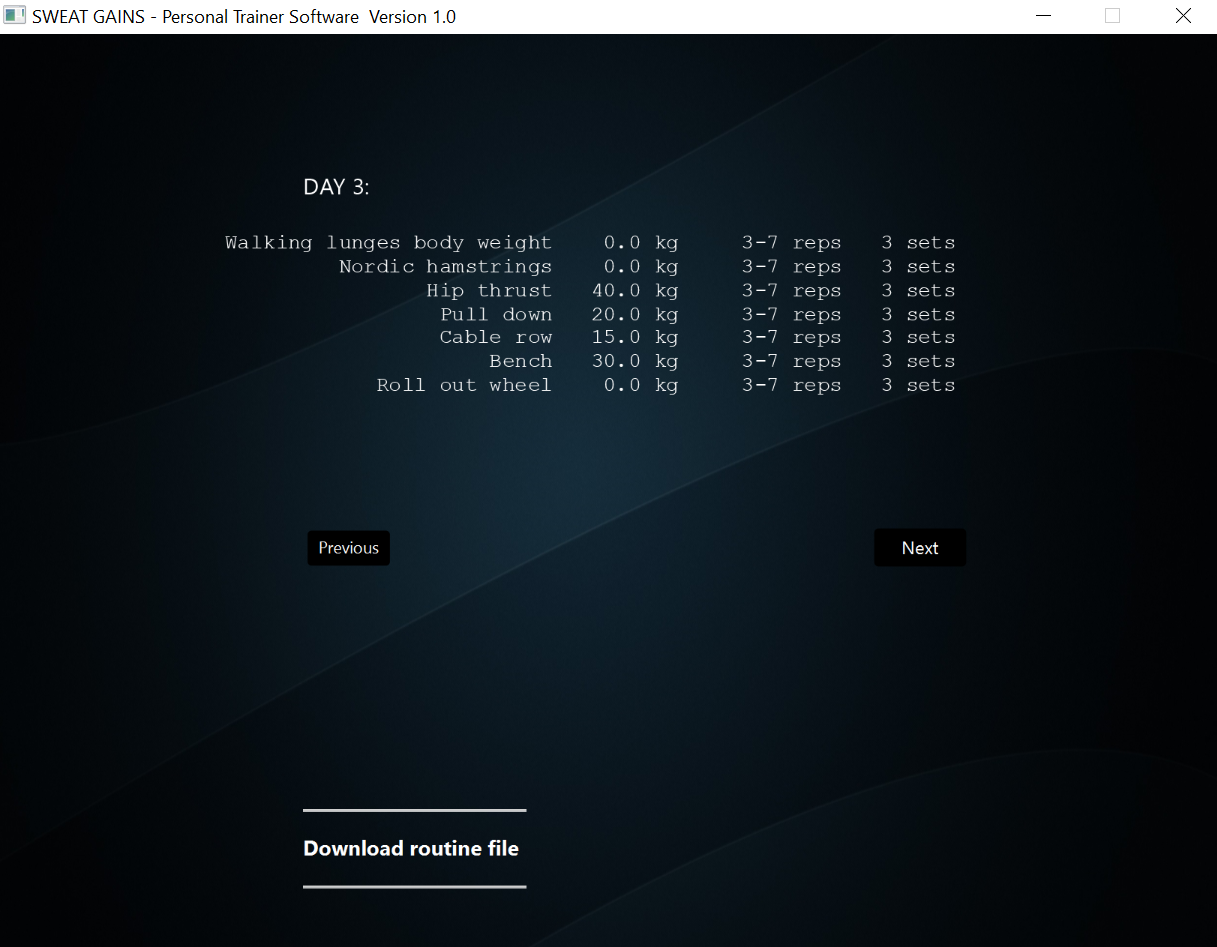 SWEAT GAINS - Personal Trainer Software  Version 1.0
DAY 3:
Walking lunges body weight 0.0 kg 3-7 reps 3 sets
Nordic hamstrings 0.0 kg 3-7 reps 3 sets
Hip thrust 40.0 kg 3-7 reps 3 sets
Pull down 20.0 kg 3-7 reps 3 sets
Cable row 15.0 kg 3-7 reps 3 sets
Bench 30.0 kg 3-7 reps 3 sets
Roll out wheel 0.0 kg 3-7 reps 3 sets
Previous Next
Download routine file